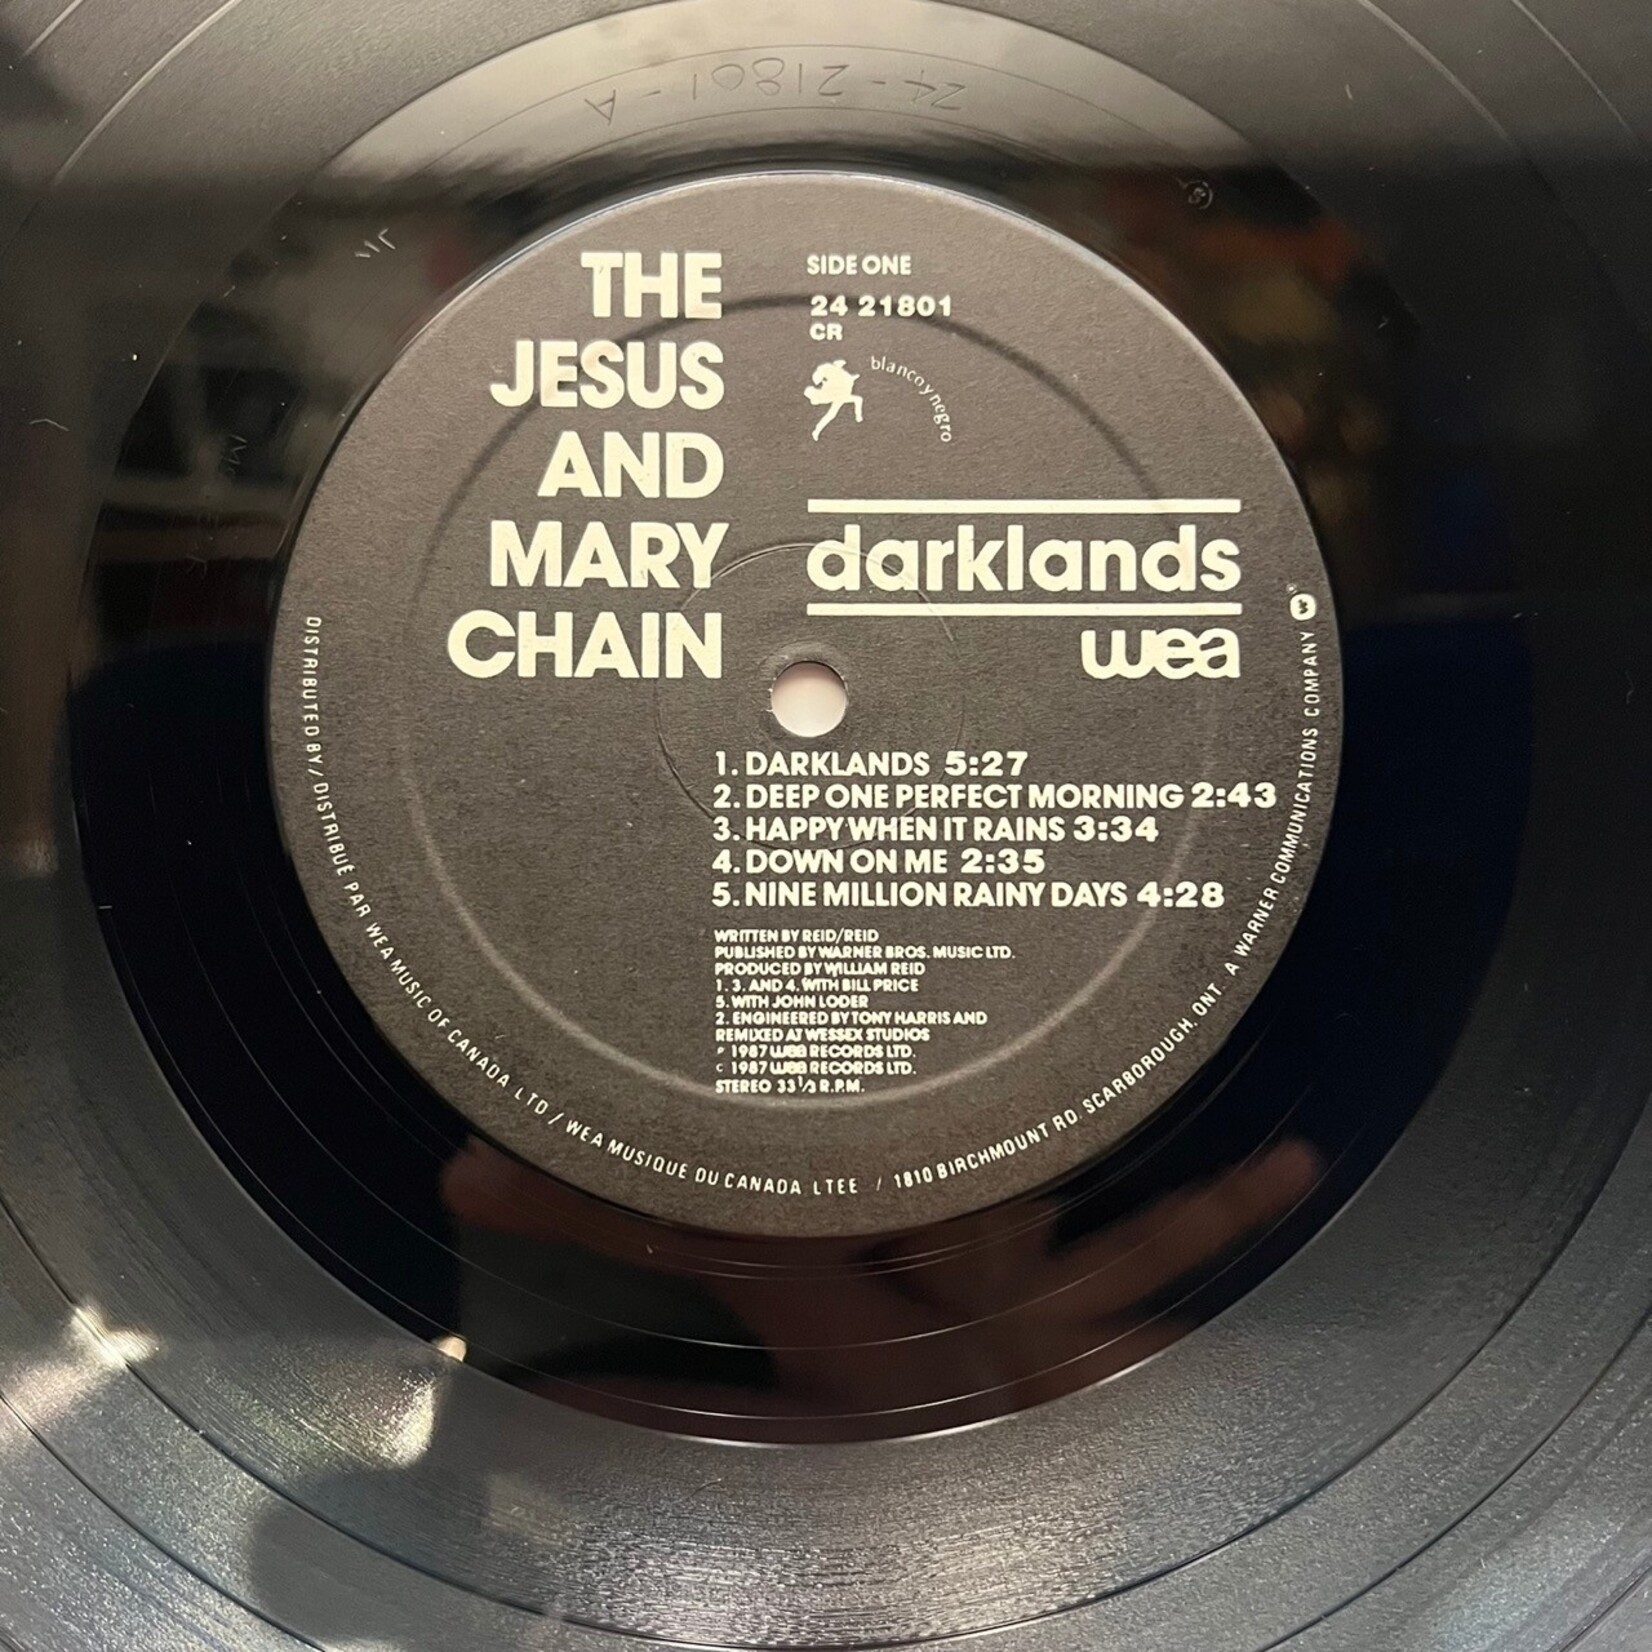 24-21801-A
THE
JESUS
AND
MARY
CHAIN
SIDE ONE
24 21801
CR
blanco y negro
darklands
wea
1. DARKLANDS 5:27
2. DEEP ONE PERFECT MORNING 2:43
3. HAPPY WHEN IT RAINS 3:34
4. DOWN ON ME 2:35
5. NINE MILLION RAINY DAYS 4:28
WRITTEN BY REID/REID
PUBLISHED BY WARNER BROS. MUSIC LTD.
PRODUCED BY WILLIAM REID
1. 3. AND 4. WITH BILL PRICE
5. WITH JOHN LODER
2. ENGINEERED BY TONY HARRIS AND
REMIXED AT WESSEX STUDIOS
P 1987 wea RECORDS LTD.
C 1987 wea RECORDS LTD.
STEREO 33⅓ R.P.M.
DISTRIBUTED BY / DISTRIBUÉ PAR WEA MUSIC OF CANADA LTD / WEA MUSIQUE DU CANADA LTEE / 1810 BIRCHMOUNT RD. SCARBOROUGH, ONT. A WARNER COMMUNICATIONS COMPANY